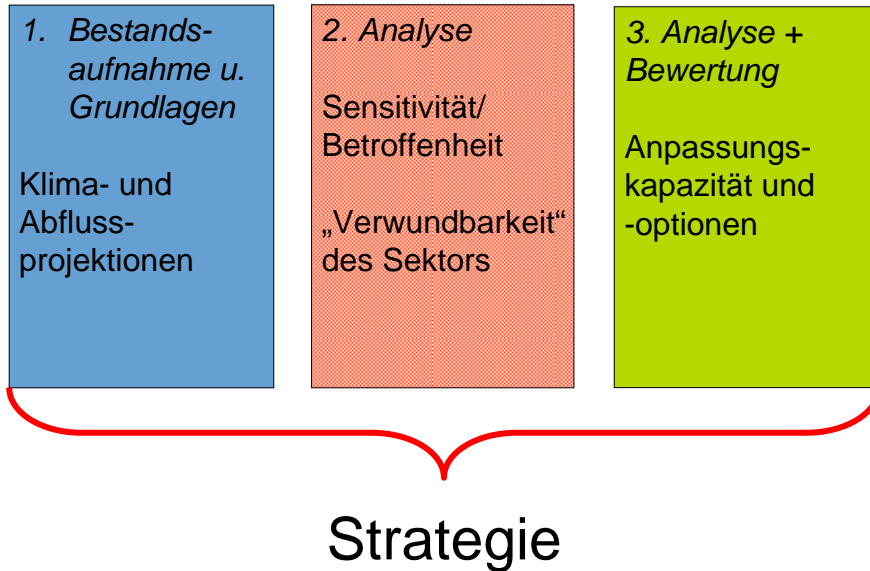 1. Bestands-
aufnahme u.
Grundlagen
Klima- und
Abfluss-
projektionen
2. Analyse
Sensitivität/
Betroffenheit
„Verwundbarkeit“
des Sektors
3. Analyse +
Bewertung
Anpassungs-
kapazität und
-optionen
Strategie